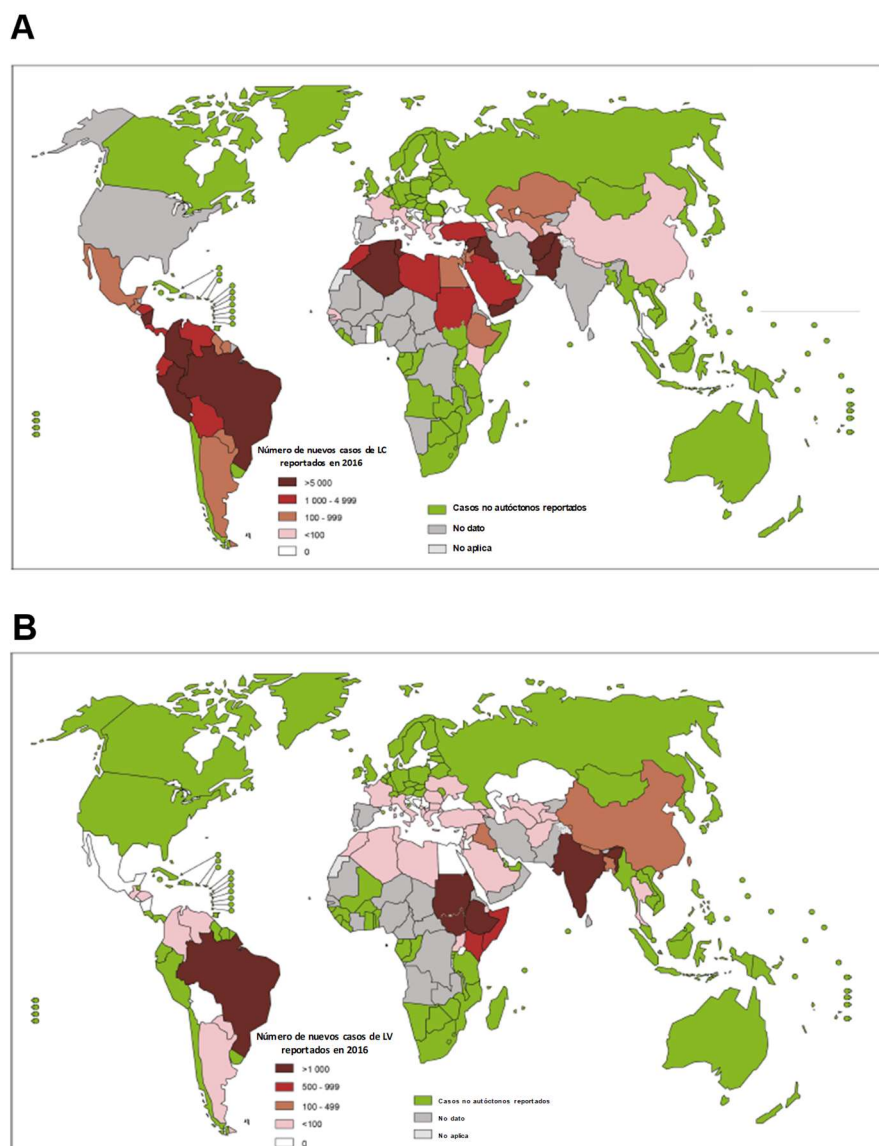 A
Número de nuevos casos de LC
reportados en 2016
>5 000
1 000 - 4 999
100 - 999
<100
0
Casos no autóctonos reportados
No dato
No aplica
B
Número de nuevos casos de LV
reportados en 2016
>1 000
500 - 999
100 - 499
<100
0
Casos no autóctonos reportados
No dato
No aplica